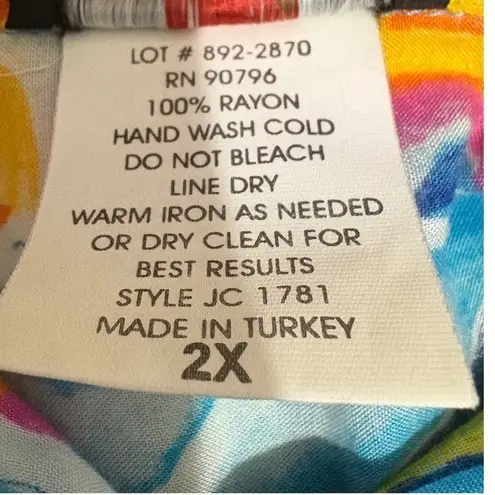 LOT # 892-2870
RN 90796
100% RAYON
HAND WASH COLD
DO NOT BLEACH
LINE DRY
WARM IRON AS NEEDED
OR DRY CLEAN FOR
BEST RESULTS
STYLE JC 1781
MADE IN TURKEY
2X